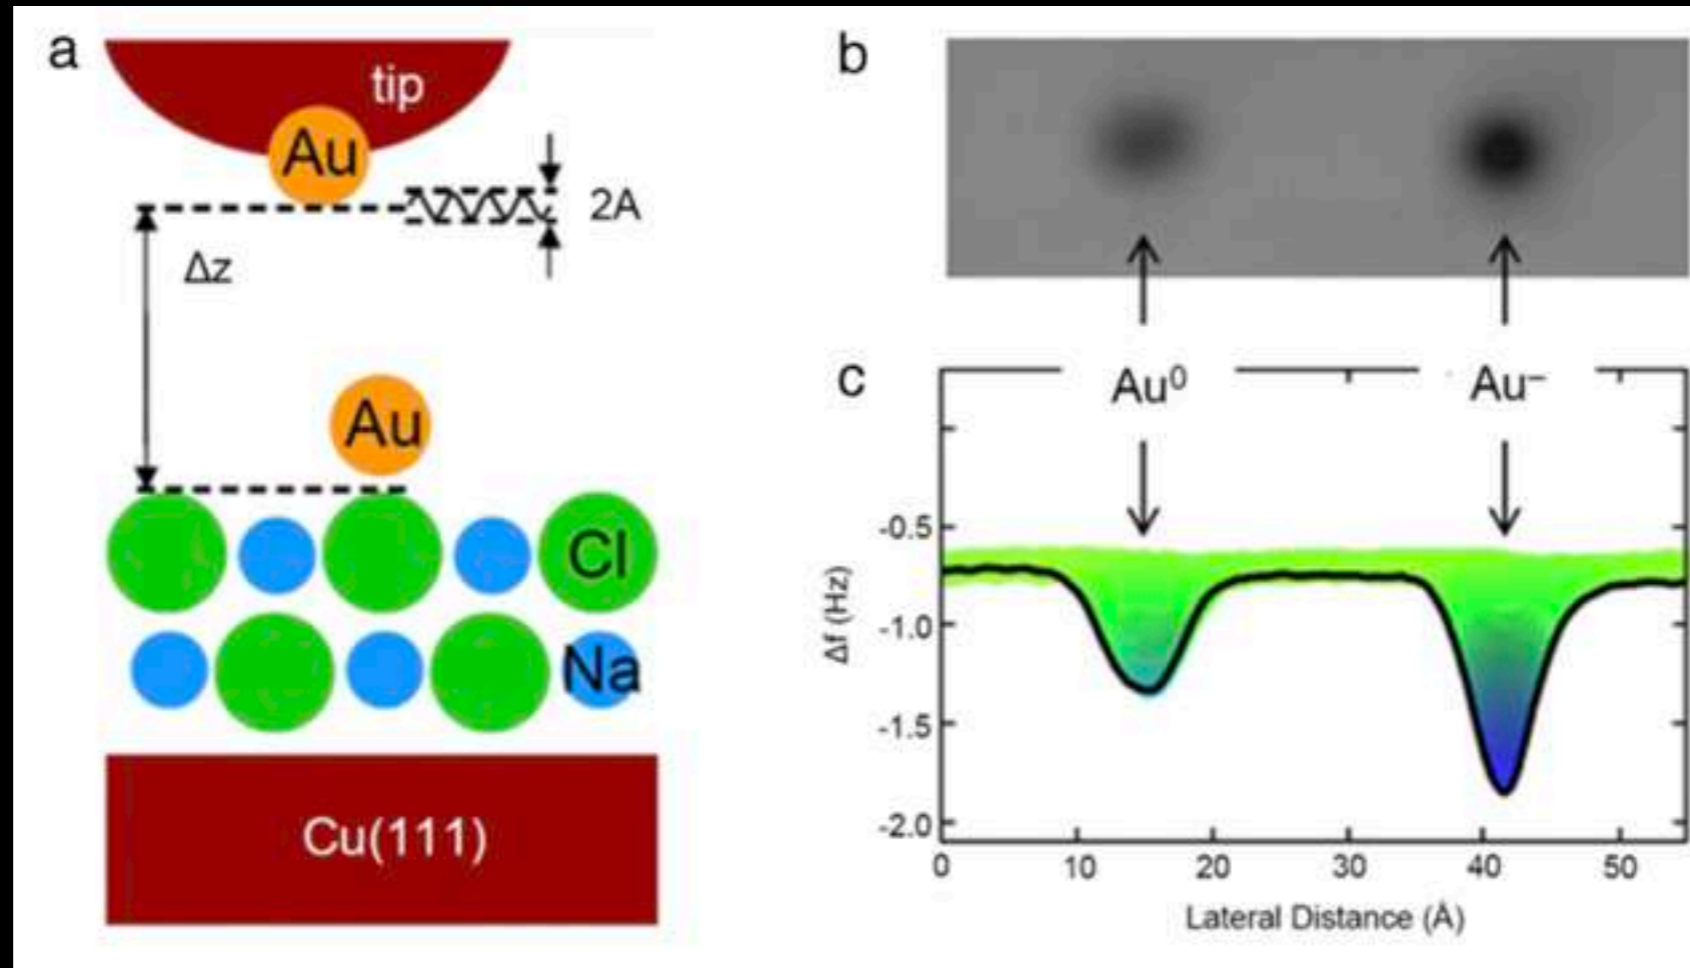 a
tip
Au
2A
Δz
Au
Cl
Na
Cu(111)
b
c
Au⁰
Au⁻
-0.5
-1.0
-1.5
-2.0
Δf (Hz)
0 10 20 30 40 50
Lateral Distance (Å)